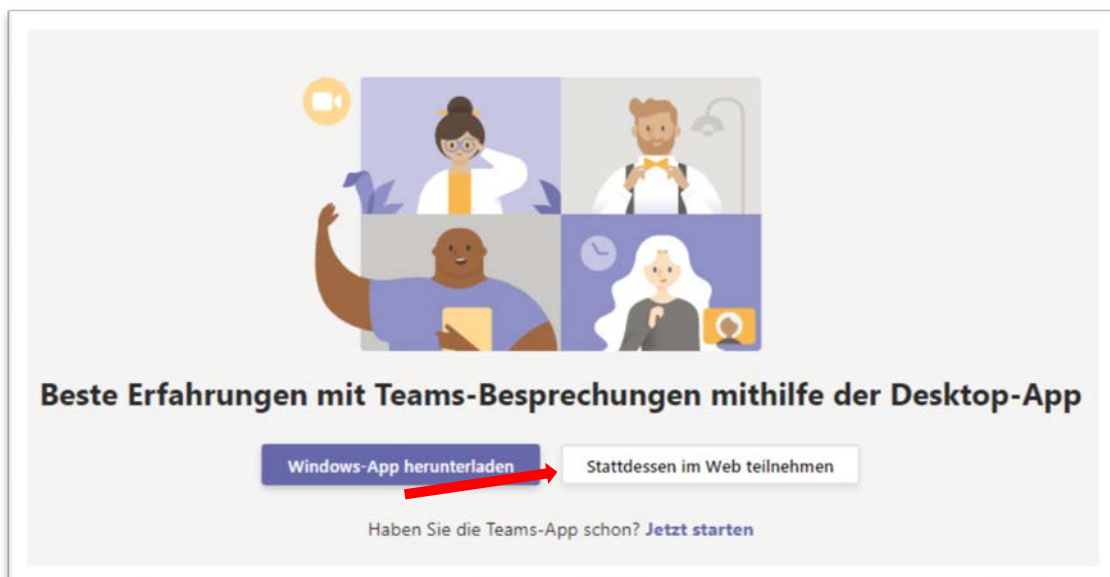 Beste Erfahrungen mit Teams-Besprechungen mithilfe der Desktop-App
Windows-App herunterladen
Stattdessen im Web teilnehmen
Haben Sie die Teams-App schon? Jetzt starten